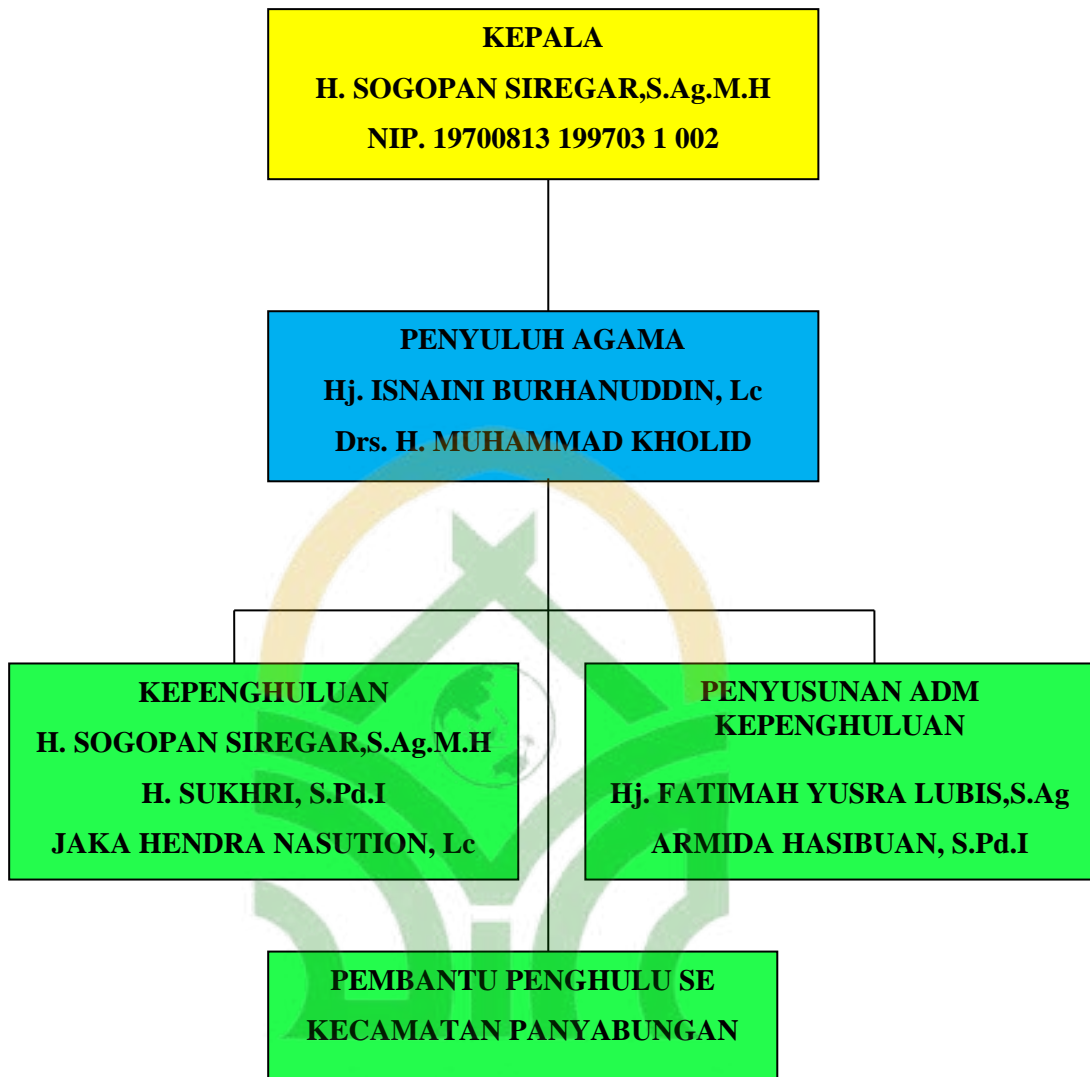 KEPALA
H. SOGOPAN SIREGAR,S.Ag.M.H
NIP. 19700813 199703 1 002
PENYULUH AGAMA
Hj. ISNAINI BURHANUDDIN, Lc
Drs. H. MUHAMMAD KHOLID
KEPENGHULUAN
H. SOGOPAN SIREGAR,S.Ag.M.H
H. SUKHRI, S.Pd.I
JAKA HENDRA NASUTION, Lc
PENYUSUNAN ADM
KEPENGHULUAN
Hj. FATIMAH YUSRA LUBIS,S.Ag
ARMIDA HASIBUAN, S.Pd.I
PEMBANTU PENGHULU SE
KECAMATAN PANYABUNGAN